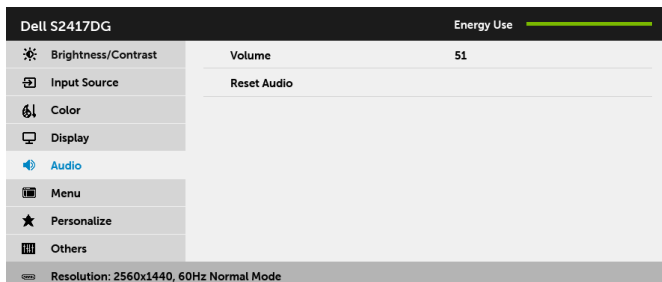 Dell S2417DG Energy Use
Brightness/Contrast Volume 51
Input Source Reset Audio
Color
Display
Audio
Menu
Personalize
Others
Resolution: 2560x1440, 60Hz Normal Mode